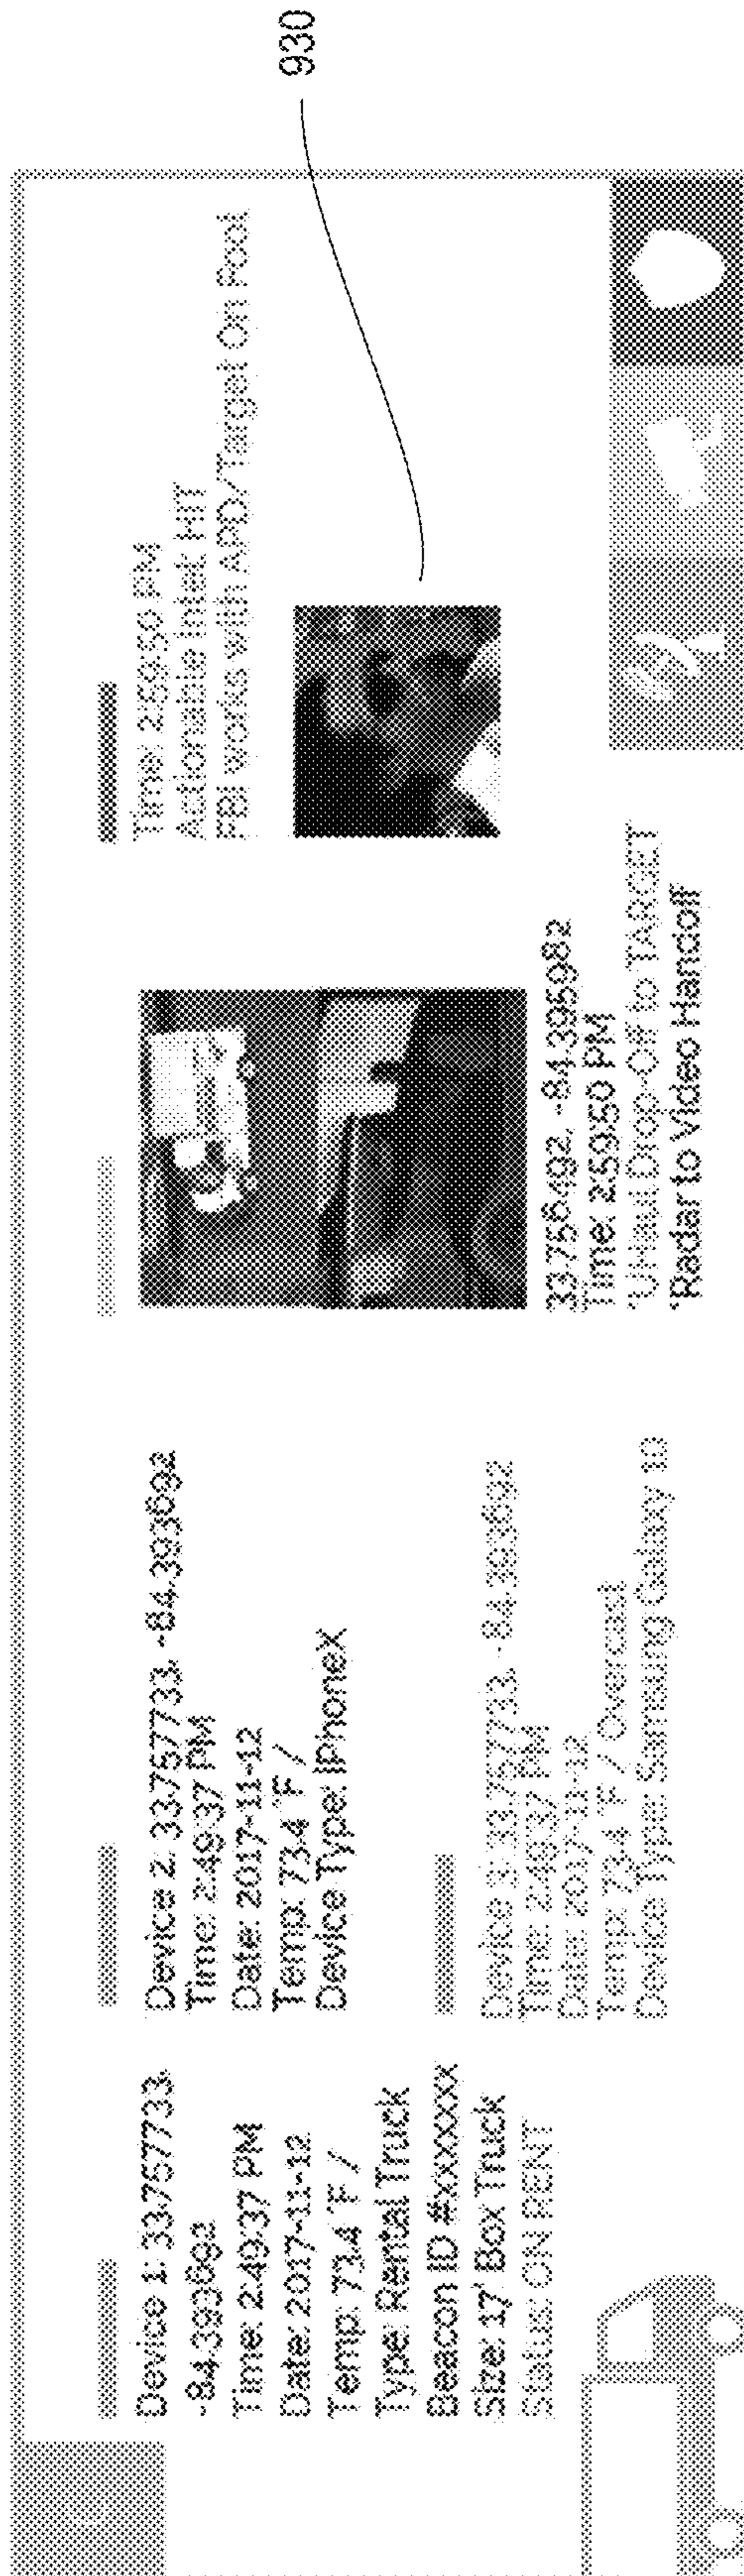 930
Device 1: 33.757733,
-84.393692
Time: 2:49:37 PM
Date: 2017-11-12
Temp: 73.4 °F /
Type: Rental Truck
Beacon ID #xxxxxxx
Size: 17' Box Truck
Status: ON RENT
Device 2: 33.757733, -84.393692
Time: 2:49:37 PM
Date: 2017-11-12
Temp: 73.4 °F /
Device Type: iPhoneX
Device 3: 33.757733, -84.393692
Time: 2:49:37 PM
Date: 2017-11-12
Temp: 73.4 °F / Overcast
Device Type: Samsung Galaxy 10
33.756492, -84.395982
Time: 2:59:50 PM
*UHaul Drop-Off to TARGET
*Radar to Video Handoff
Time: 2:59:50 PM
Actionable Intel: HIT
FBI works with APD/Target On Foot